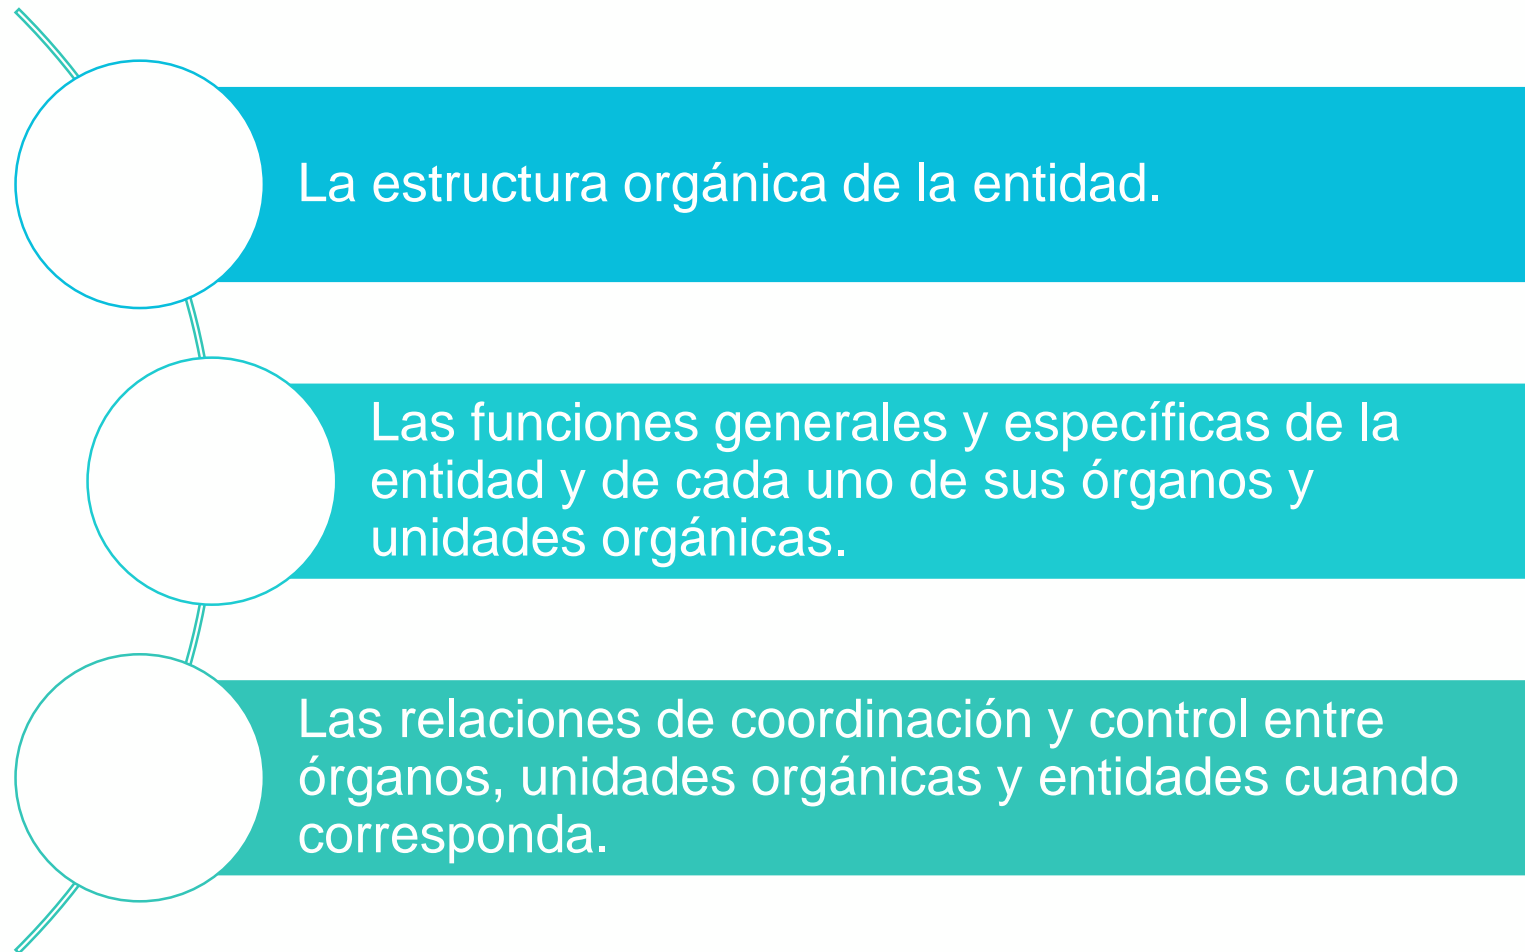 La estructura orgánica de la entidad.
Las funciones generales y específicas de la
entidad y de cada uno de sus órganos y
unidades orgánicas.
Las relaciones de coordinación y control entre
órganos, unidades orgánicas y entidades cuando
corresponda.